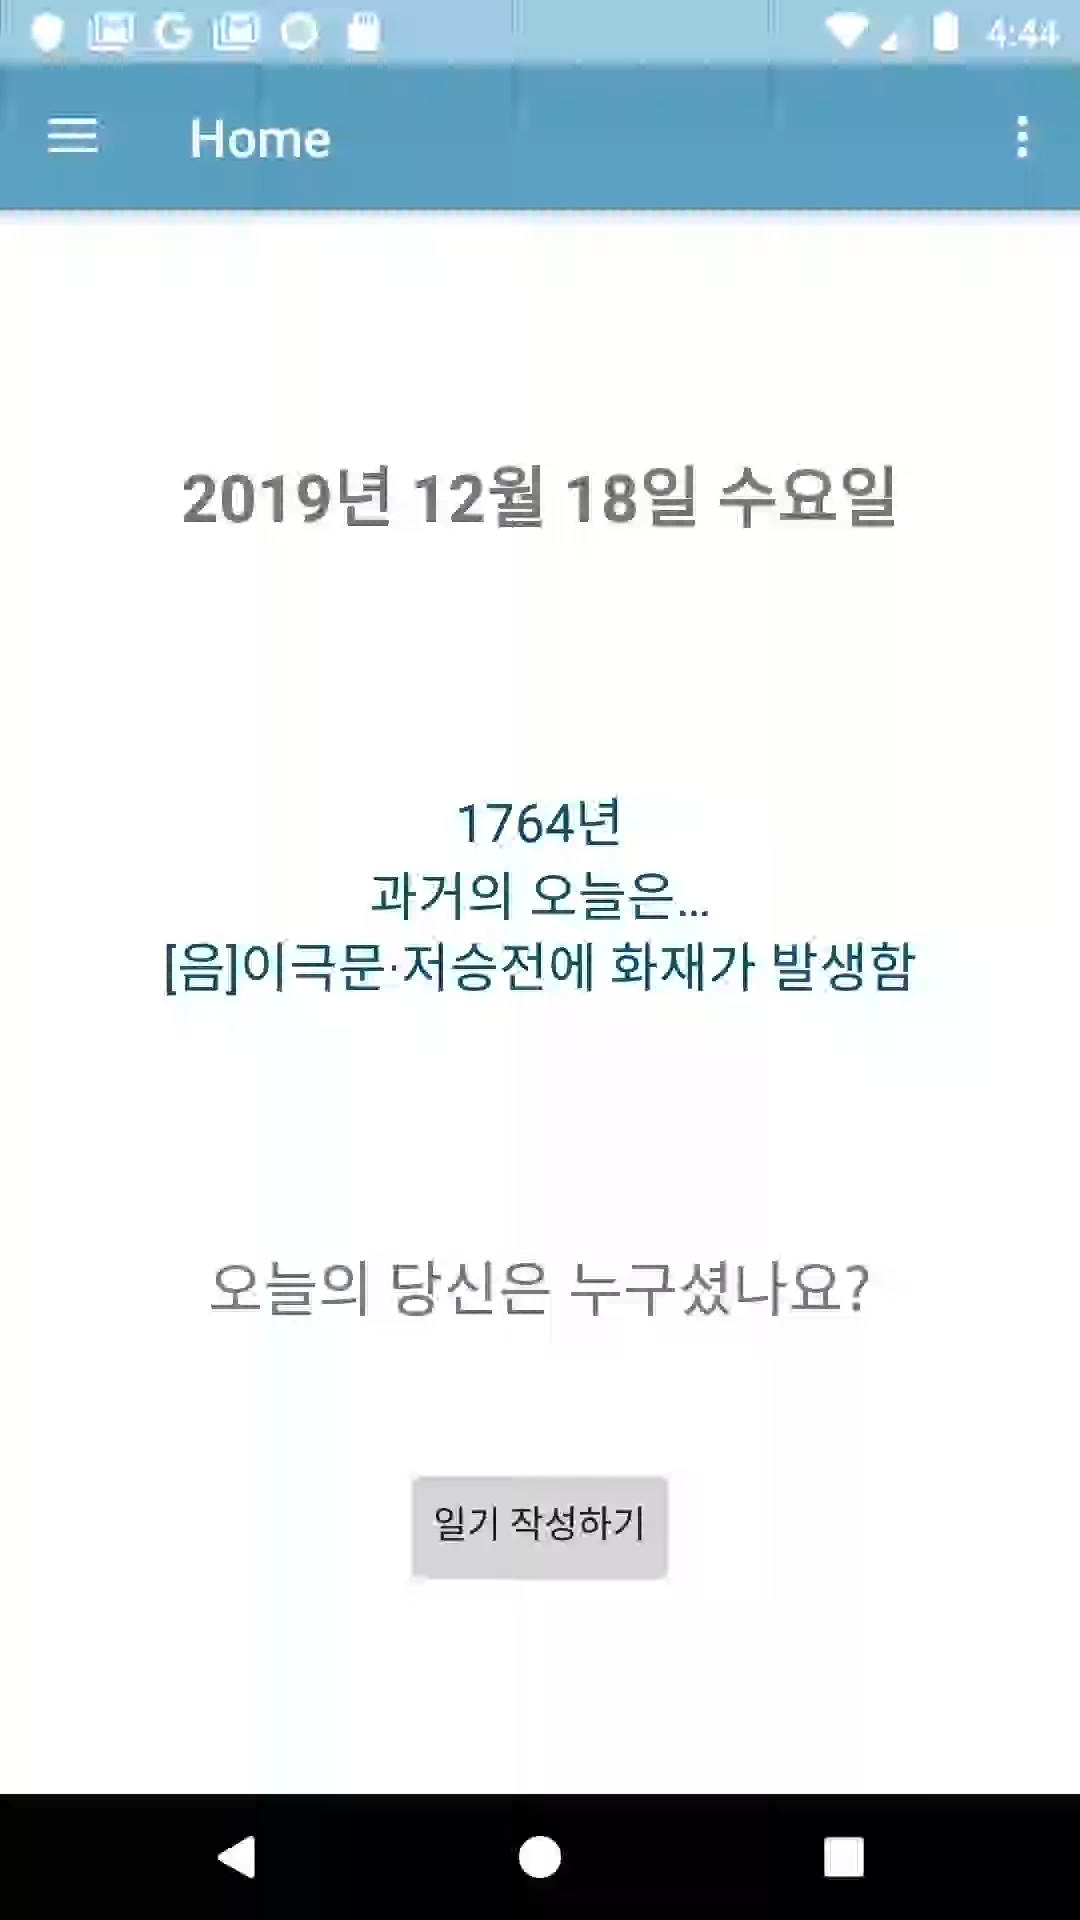 4:44
Home
2019년 12월 18일 수요일
1764년
과거의 오늘은...
[음]이극문·저승전에 화재가 발생함
오늘의 당신은 누구셨나요?
일기 작성하기